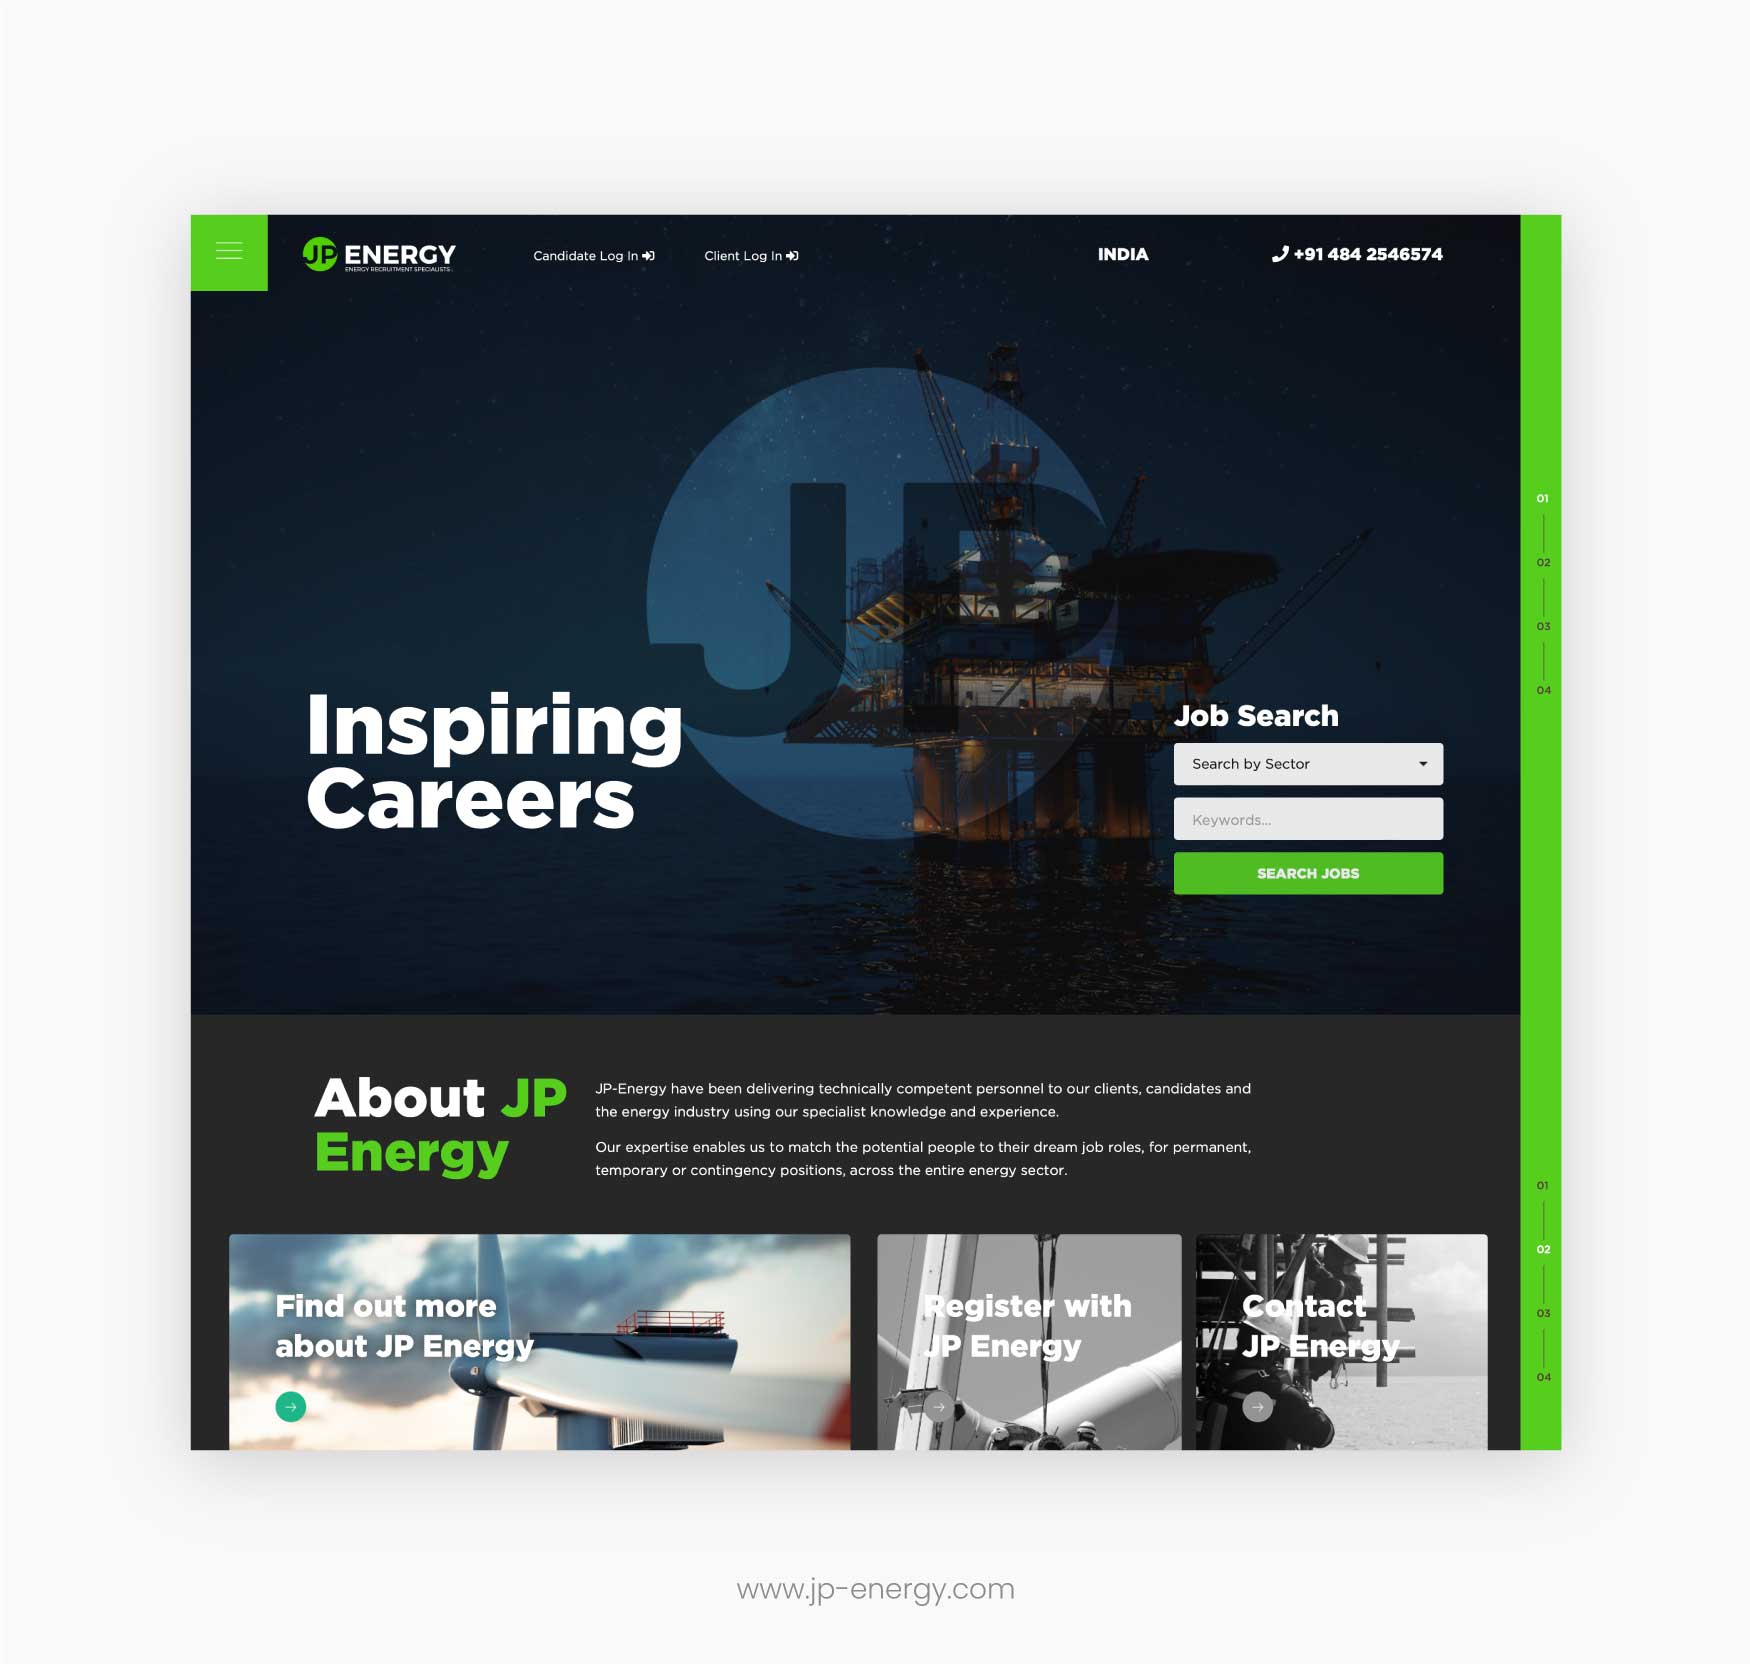 JP ENERGY
ENERGY RECRUITMENT SPECIALISTS
Candidate Log In
Client Log In
INDIA
+91 484 2546574
JP
Inspiring
Careers
Job Search
Search by Sector
Keywords...
SEARCH JOBS
01
02
03
04
About JP
Energy
JP-Energy have been delivering technically competent personnel to our clients, candidates and
the energy industry using our specialist knowledge and experience.
Our expertise enables us to match the potential people to their dream job roles, for permanent,
temporary or contingency positions, across the entire energy sector.
Find out more
about JP Energy
Register with
JP Energy
Contact
JP Energy
01
02
03
04
www.jp-energy.com